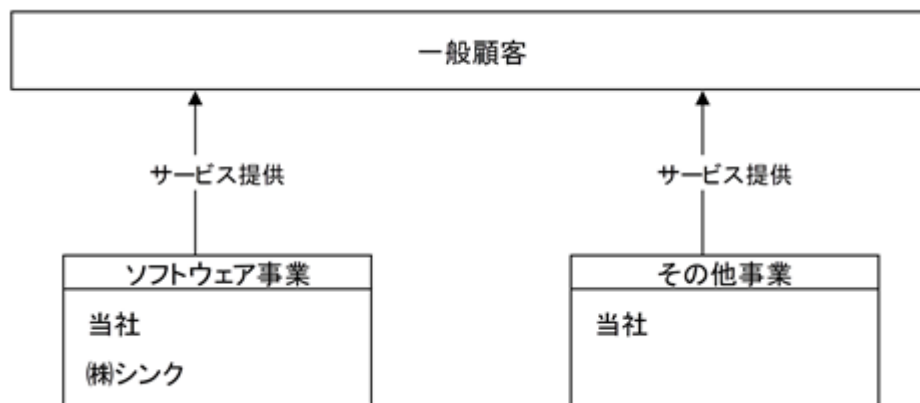 一般顧客
サービス提供
サービス提供
ソフトウェア事業
その他事業
当社
㈱シンク
当社